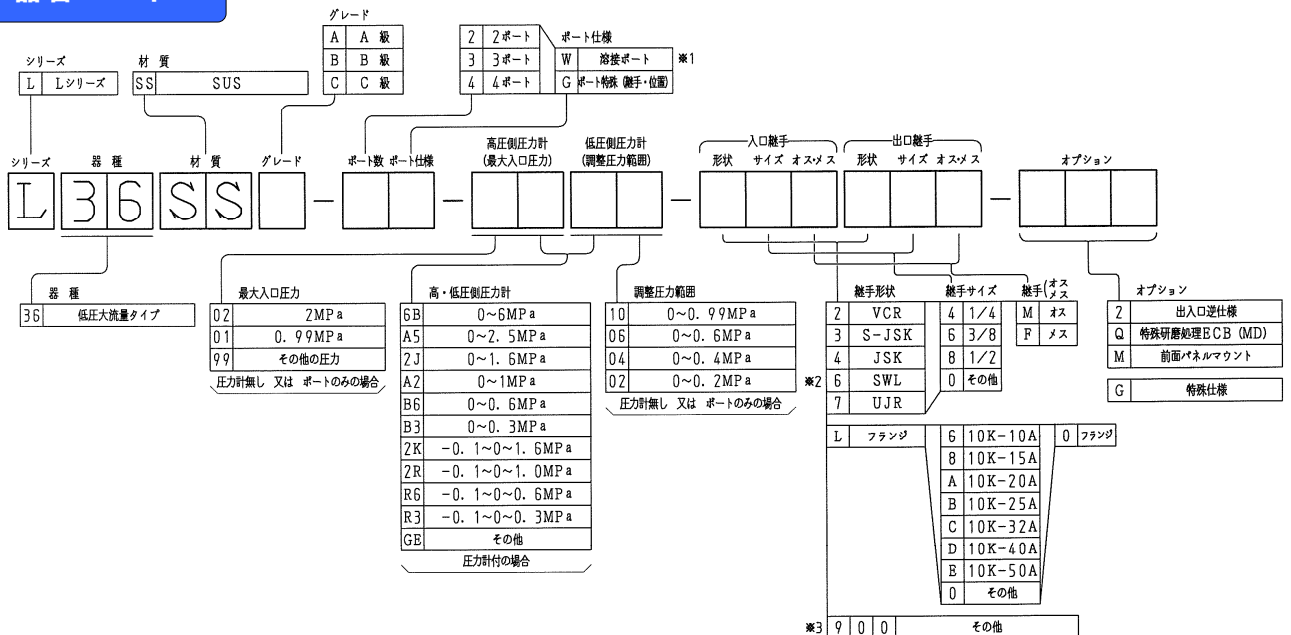 グレード
A A 級
B B 級
C C 級
2 2ポート
3 3ポート
4 4ポート
ポート仕様
W 溶接ポート ※1
G ポート特殊 (継手・位置)
シリーズ
L Lシリーズ
材 質
SS SUS
シリーズ 器 種 材 質 グレード ポート数 ポート仕様
高圧側圧力計
(最大入口圧力)
低圧側圧力計
(調整圧力範囲)
入口継手
形状 サイズ オス・メス
出口継手
形状 サイズ オス・メス
オプション
L 3 6 S S － － － －
器 種
36 低圧大流量タイプ
最大入口圧力
02 2MPa
01 0. 99MPa
99 その他の圧力
圧力計無し 又は ポートのみの場合
高・低圧側圧力計
6B 0~6MPa
A5 0~2. 5MPa
2J 0~1. 6MPa
A2 0~1MPa
B6 0~0. 6MPa
B3 0~0. 3MPa
2K -0. 1~0~1. 6MPa
2R -0. 1~0~1. 0MPa
R6 -0. 1~0~0. 6MPa
R3 -0. 1~0~0. 3MPa
GE その他
圧力計付の場合
調整圧力範囲
10 0~0. 99MPa
06 0~0. 6MPa
04 0~0. 4MPa
02 0~0. 2MPa
圧力計無し 又は ポートのみの場合
※2
継手形状
2 VCR
3 S-JSK
4 JSK
6 SWL
7 UJR
継手サイズ
4 1/4
6 3/8
8 1/2
0 その他
継手(オス メス
M オス
F メス
L フランジ
6 10K-10A
8 10K-15A
A 10K-20A
B 10K-25A
C 10K-32A
D 10K-40A
E 10K-50A
0 その他
0 フランジ
※3 9 0 0 その他
オプション
2 出入口逆仕様
Q 特殊研磨処理ECB (MD)
M 前面パネルマウント
G 特殊仕様